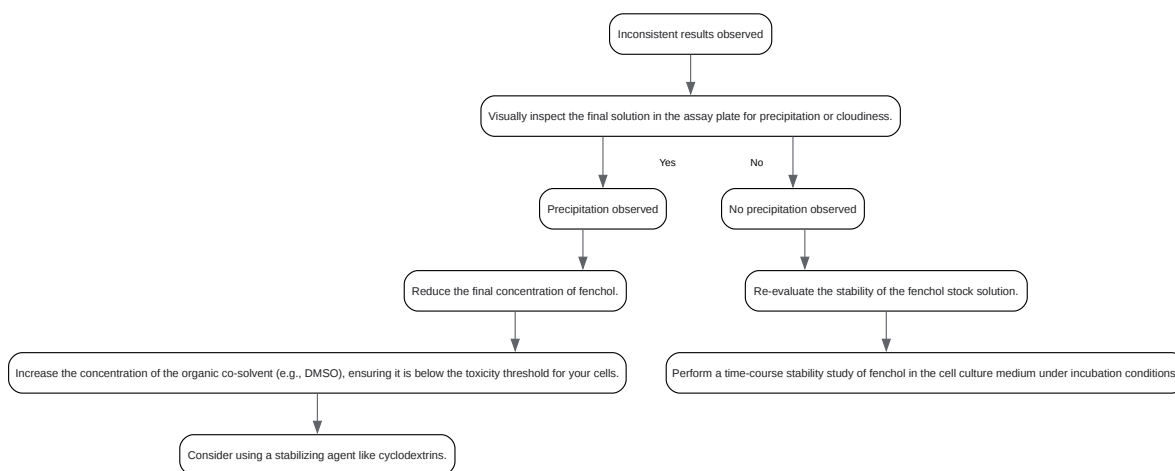 Inconsistent results observed
Visually inspect the final solution in the assay plate for precipitation or cloudiness.
Yes
No
Precipitation observed
No precipitation observed
Reduce the final concentration of fenchol.
Re-evaluate the stability of the fenchol stock solution.
Increase the concentration of the organic co-solvent (e.g., DMSO), ensuring it is below the toxicity threshold for your cells.
Perform a time-course stability study of fenchol in the cell culture medium under incubation conditions
Consider using a stabilizing agent like cyclodextrins.